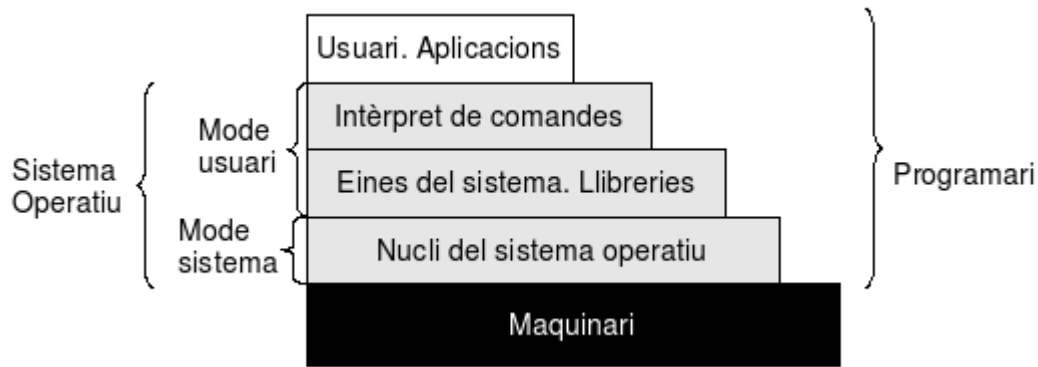 Usuari. Aplicacions
Intèrpret de comandes
Mode
usuari
Sistema
Operatiu
Eines del sistema. Llibreries
Programari
Mode
sistema
Nucli del sistema operatiu
Maquinari